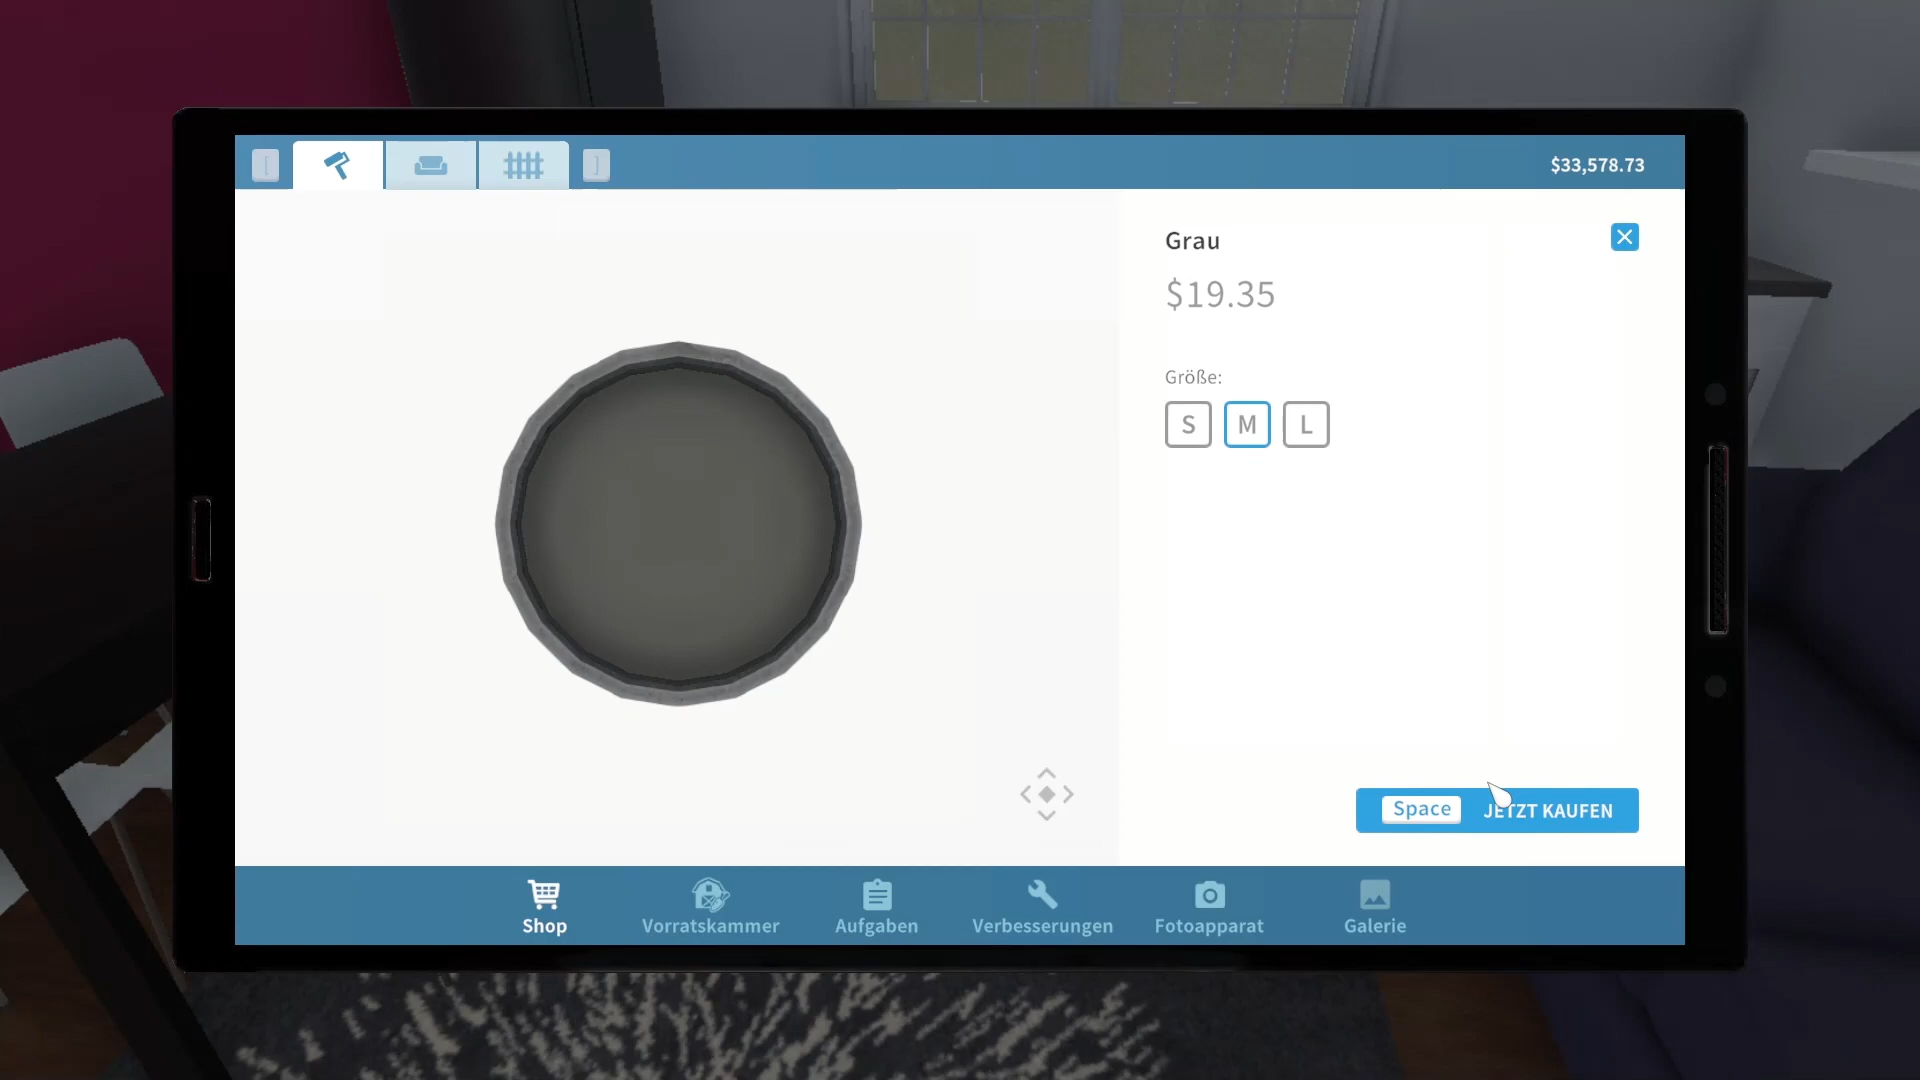 [
]
$33,578.73
Grau
$19.35
Größe:
S M L
Space JETZT KAUFEN
Shop Vorratskammer Aufgaben Verbesserungen Fotoapparat Galerie